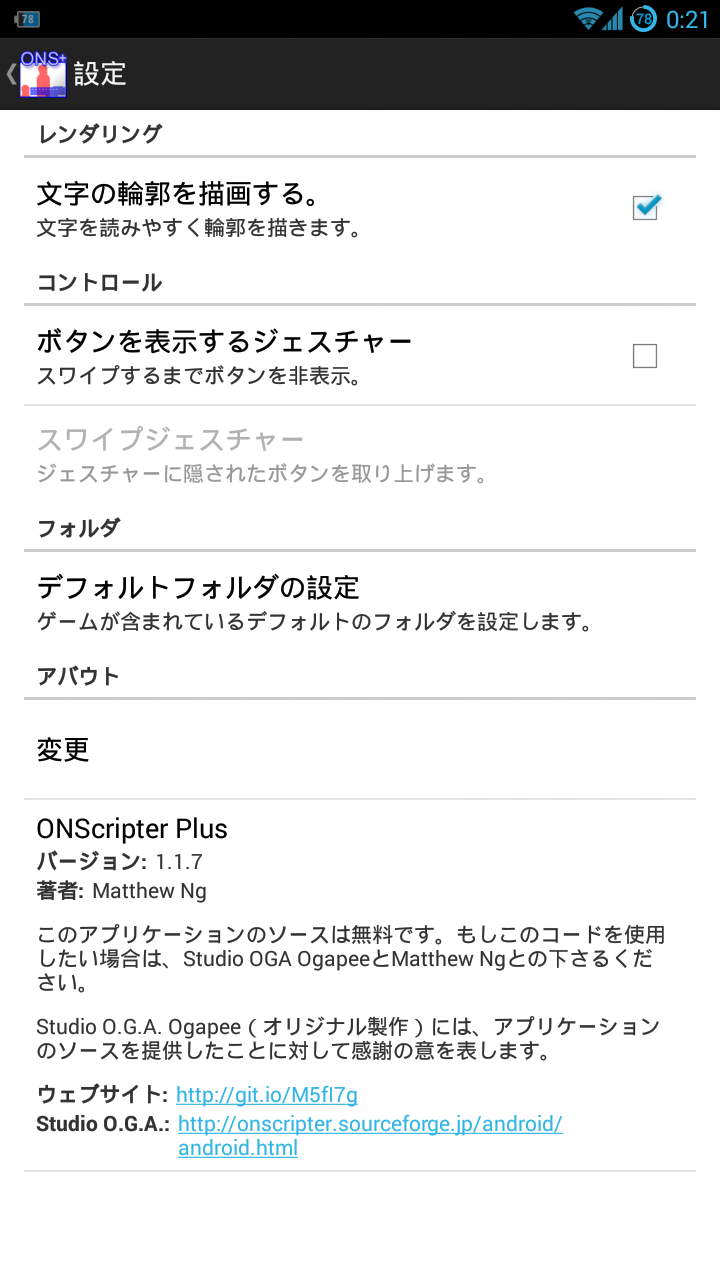 78
78 0:21
ONS+ 設定
レンダリング
文字の輪郭を描画する。
文字を読みやすく輪郭を描きます。
コントロール
ボタンを表示するジェスチャー
スワイプするまでボタンを非表示。
スワイプジェスチャー
ジェスチャーに隠されたボタンを取り上げます。
フォルダ
デフォルトフォルダの設定
ゲームが含まれているデフォルトのフォルダを設定します。
アバウト
変更
ONScripter Plus
バージョン: 1.1.7
著者: Matthew Ng
このアプリケーションのソースは無料です。もしこのコードを使用
したい場合は、Studio OGA OgapeeとMatthew Ngとの下さるくだ
さい。
Studio O.G.A. Ogapee ( オリジナル製作 ) には、アプリケーション
のソースを提供したことに対して感謝の意を表します。
ウェブサイト: http://git.io/M5fI7g
Studio O.G.A.: http://onscripter.sourceforge.jp/android/
android.html